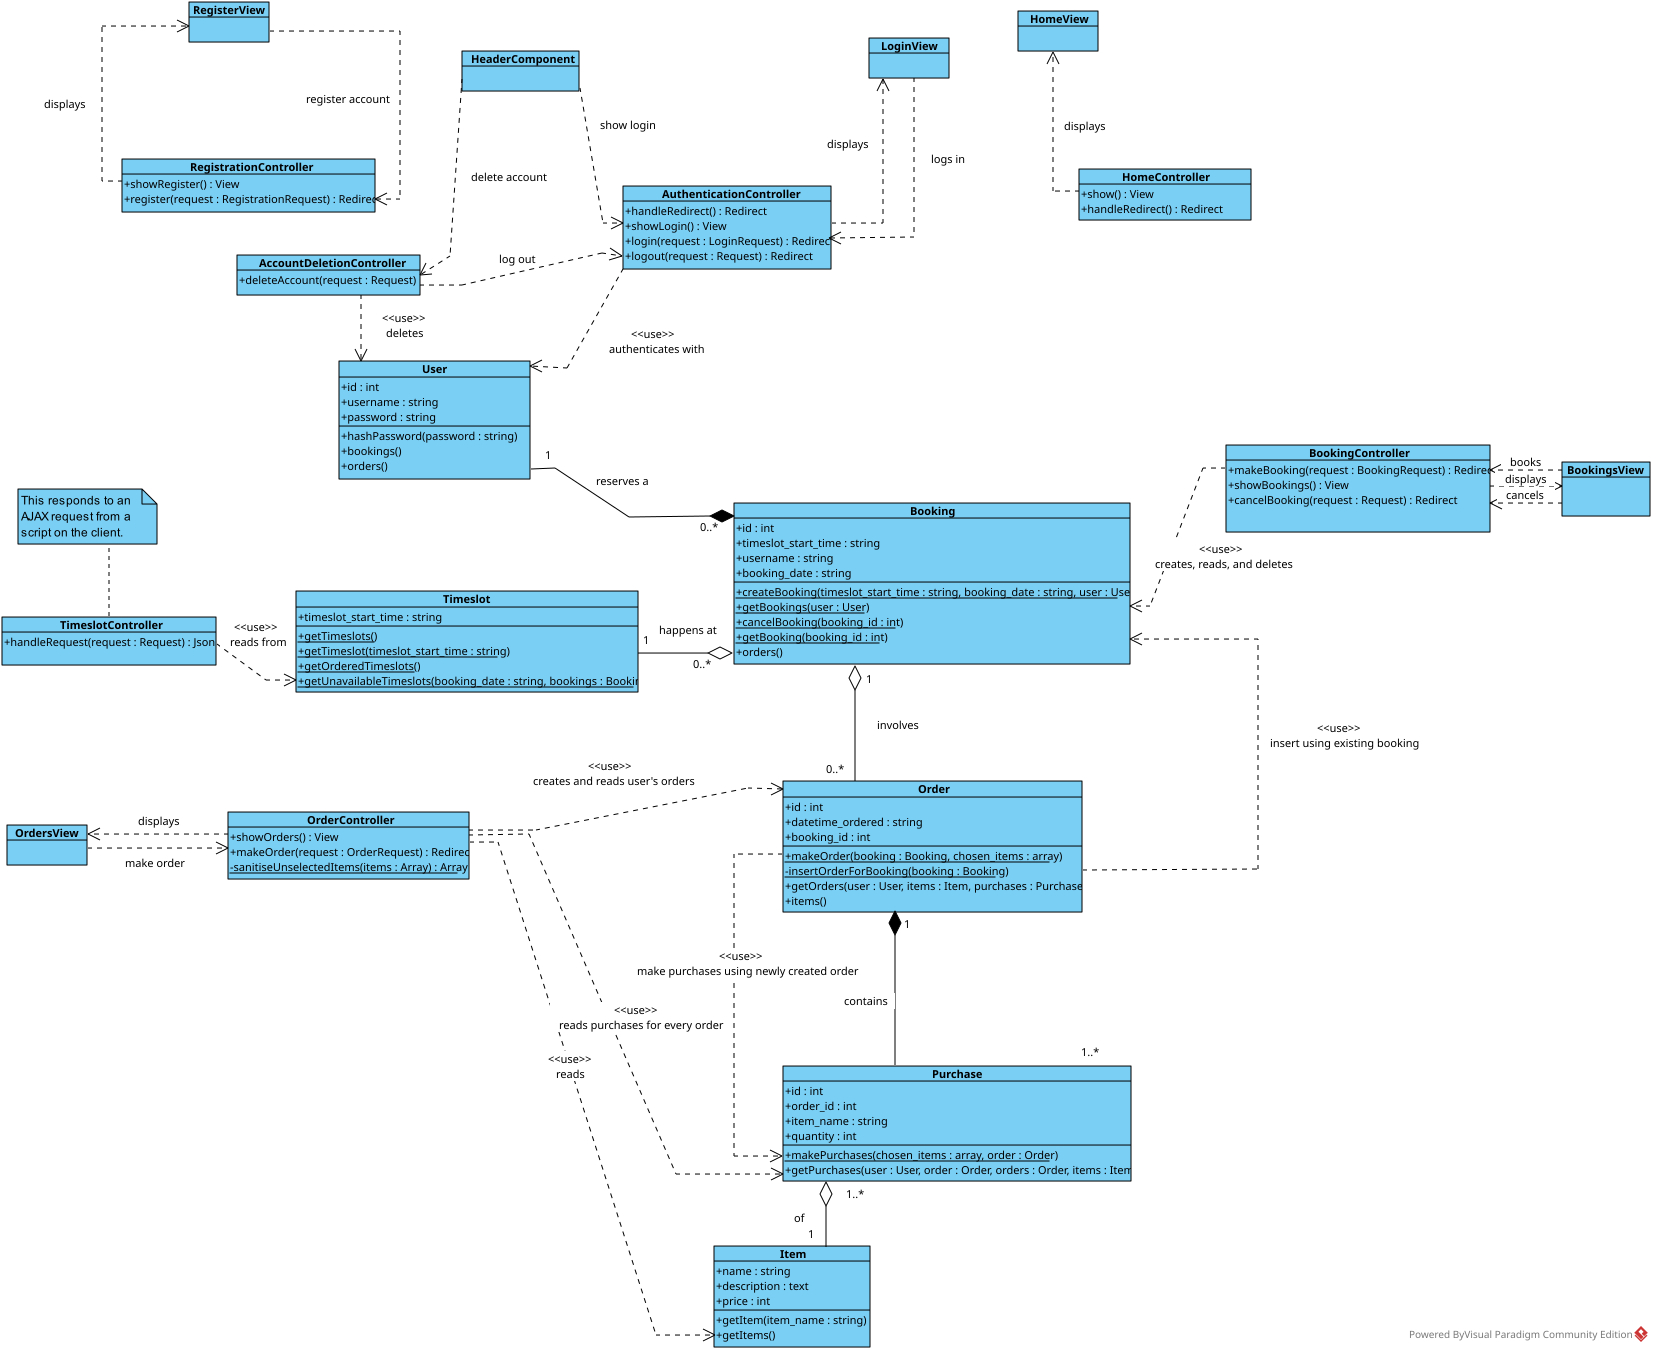 RegisterView
HomeView
LoginView
HeaderComponent
displays
register account
show login
displays
displays
logs in
RegistrationController
+showRegister() : View
+register(request : RegistrationRequest) : Redirec
delete account
HomeController
+show() : View
+handleRedirect() : Redirect
AuthenticationController
+handleRedirect() : Redirect
+showLogin() : View
+login(request : LoginRequest) : Redirec
+logout(request : Request) : Redirect
AccountDeletionController
+deleteAccount(request : Request)
log out
<<use>>
deletes
<<use>>
authenticates with
User
+id : int
+username : string
+password : string
+hashPassword(password : string)
+bookings()
+orders()
1
reserves a
0..*
BookingController
+makeBooking(request : BookingRequest) : Redirec
+showBookings() : View
+cancelBooking(request : Request) : Redirect
books
displays
cancels
BookingsView
This responds to an
AJAX request from a
script on the client.
Booking
+id : int
+timeslot_start_time : string
+username : string
+booking_date : string
+createBooking(timeslot_start_time : string, booking_date : string, user : Use
+getBookings(user : User)
+cancelBooking(booking_id : int)
+getBooking(booking_id : int)
+orders()
<<use>>
creates, reads, and deletes
Timeslot
+timeslot_start_time : string
+getTimeslots()
+getTimeslot(timeslot_start_time : string)
+getOrderedTimeslots()
+getUnavailableTimeslots(booking_date : string, bookings : Bookin
TimeslotController
+handleRequest(request : Request) : Json
<<use>>
reads from
1
happens at
0..*
1
involves
0..*
<<use>>
insert using existing booking
<<use>>
creates and reads user's orders
Order
+id : int
+datetime_ordered : string
+booking_id : int
+makeOrder(booking : Booking, chosen_items : array)
-insertOrderForBooking(booking : Booking)
+getOrders(user : User, items : Item, purchases : Purchase
+items()
OrdersView
displays
make order
OrderController
+showOrders() : View
+makeOrder(request : OrderRequest) : Redirec
-sanitiseUnselectedItems(items : Array) : Array
1
<<use>>
make purchases using newly created order
contains
<<use>>
reads purchases for every order
1..*
<<use>>
reads
Purchase
+id : int
+order_id : int
+item_name : string
+quantity : int
+makePurchases(chosen_items : array, order : Order)
+getPurchases(user : User, order : Order, orders : Order, items : Item
1..*
of
1
Item
+name : string
+description : text
+price : int
+getItem(item_name : string)
+getItems()
Powered ByVisual Paradigm Community Edition